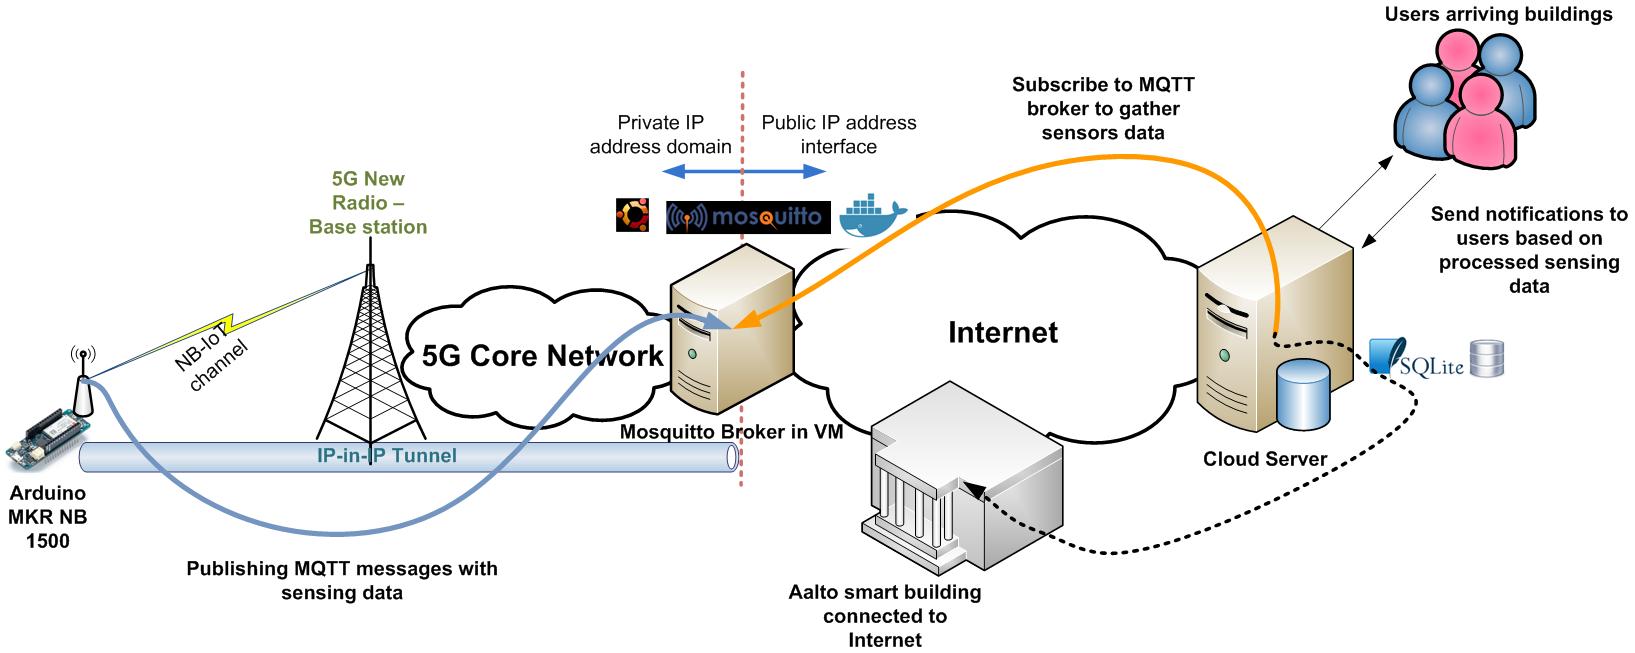 Users arriving buildings
Subscribe to MQTT
broker to gather
sensors data
Private IP
address domain
Public IP address
interface
5G New
Radio –
Base station
mosquitto
Send notifications to
users based on
processed sensing
data
NB-IoT
channel
5G Core Network
Internet
SQLite
Mosquitto Broker in VM
IP-in-IP Tunnel
Cloud Server
Arduino
MKR NB
1500
Publishing MQTT messages with
sensing data
Aalto smart building
connected to
Internet